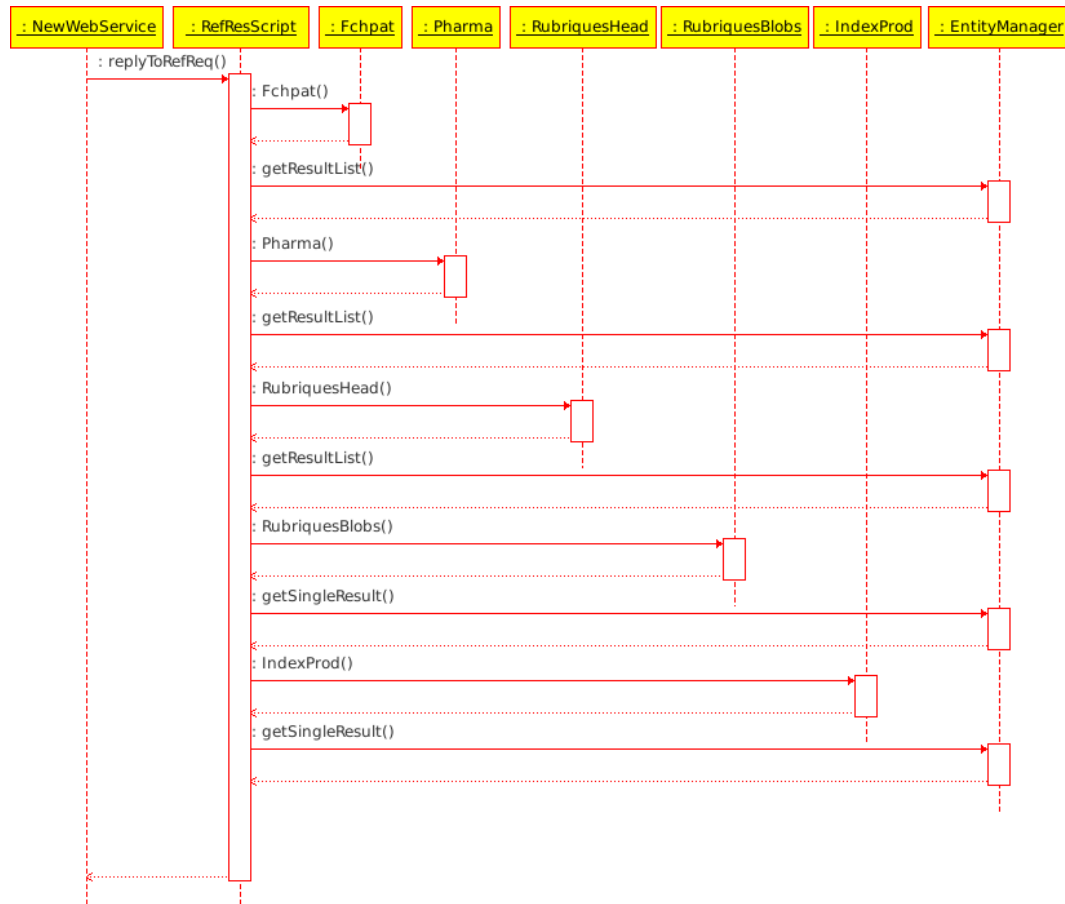 : NewWebService
: RefResScript
: Fchpat
: Pharma
: RubriquesHead
: RubriquesBlobs
: IndexProd
: EntityManager
: replyToRefReq()
: Fchpat()
: getResultList()
: Pharma()
: getResultList()
: RubriquesHead()
: getResultList()
: RubriquesBlobs()
: getSingleResult()
: IndexProd()
: getSingleResult()